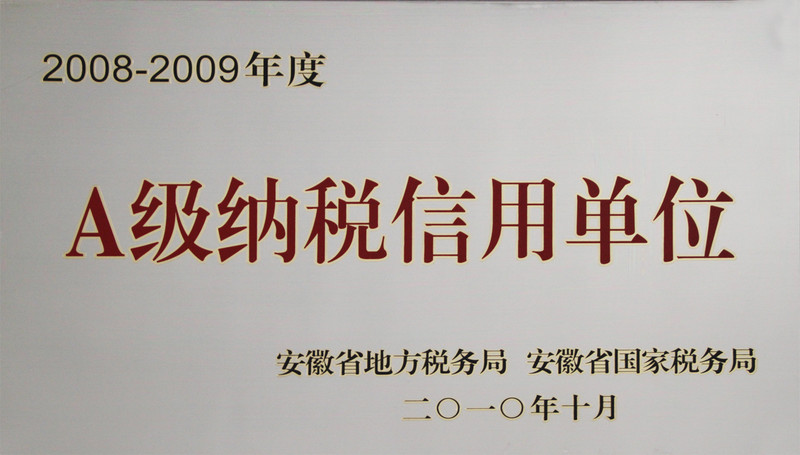 2008-2009年度
A级纳税信用单位
安徽省地方税务局 安徽省国家税务局
二〇一〇年十月